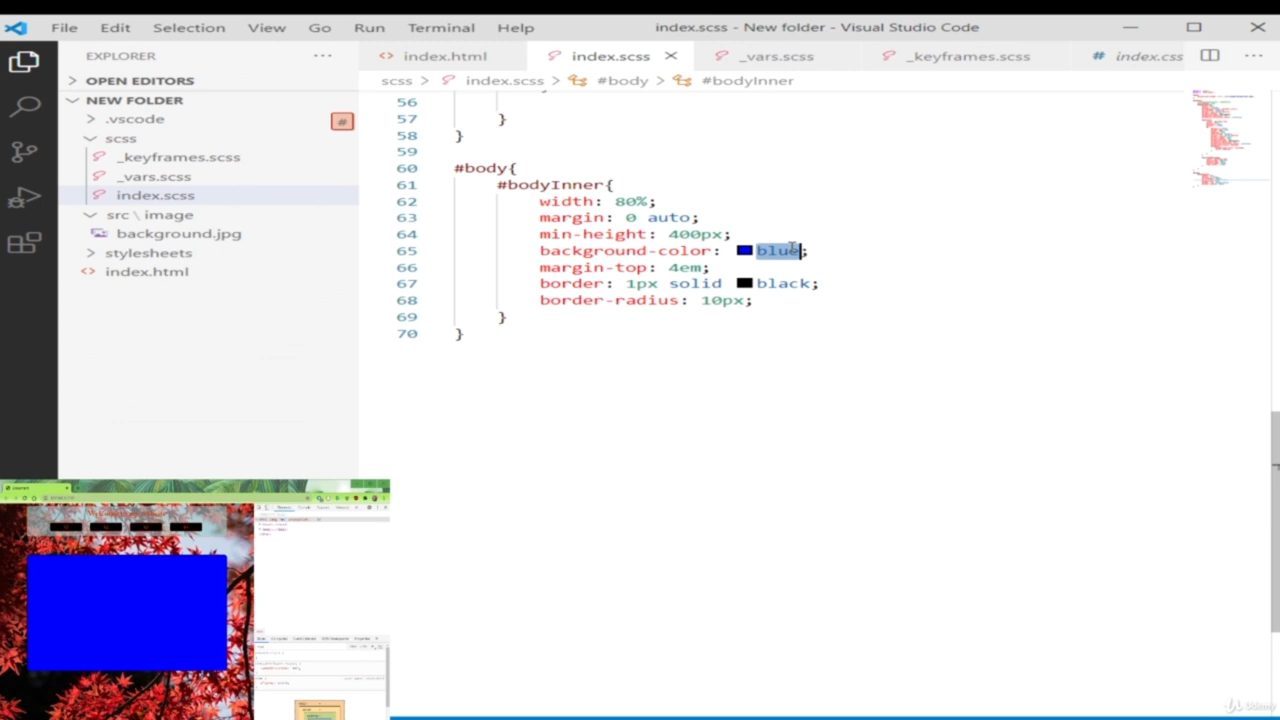 File Edit Selection View Go Run Terminal Help index.scss - New folder - Visual Studio Code
EXPLORER
OPEN EDITORS
NEW FOLDER
.vscode
scss
_keyframes.scss
_vars.scss
index.scss
src \ image
background.jpg
stylesheets
index.html
index.html index.scss _vars.scss _keyframes.scss index.css
scss > index.scss > #body > #bodyInner
56
57 }
58 }
59
60 #body{
61 #bodyInner{
62 width: 80%;
63 margin: 0 auto;
64 min-height: 400px;
65 background-color: blue;
66 margin-top: 4em;
67 border: 1px solid black;
68 border-radius: 10px;
69 }
70 }
Udemy